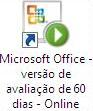 Microsoft Office -
versão de
avaliação de 60
dias - Online